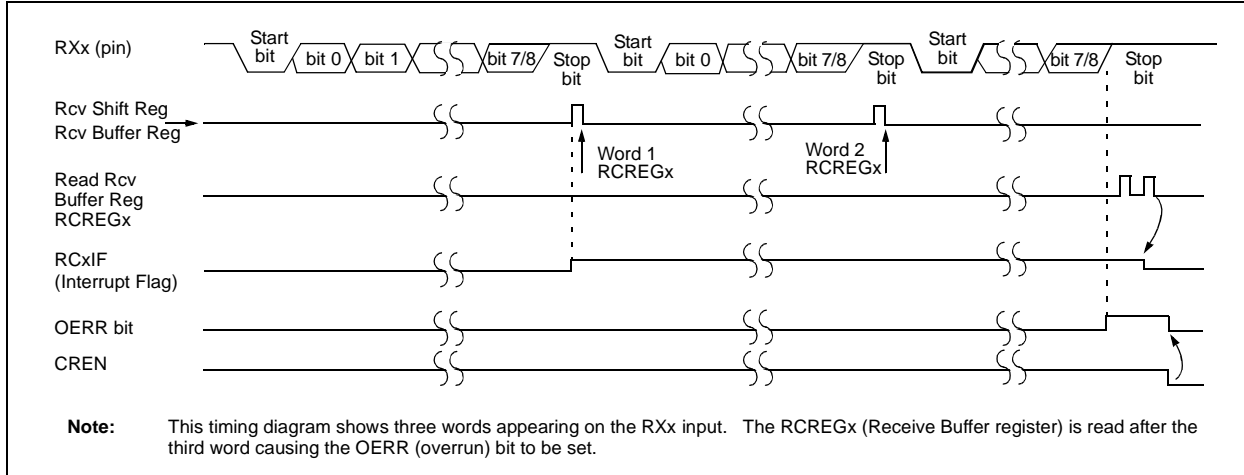 RXx (pin)
Start
bit
bit 0
bit 1
bit 7/8
Stop
bit
Start
bit
bit 0
bit 7/8
Stop
bit
Start
bit
bit 7/8
Stop
bit
Rcv Shift Reg
Rcv Buffer Reg
Word 1
RCREGx
Word 2
RCREGx
Read Rcv
Buffer Reg
RCREGx
RCxIF
(Interrupt Flag)
OERR bit
CREN
Note: This timing diagram shows three words appearing on the RXx input. The RCREGx (Receive Buffer register) is read after the
third word causing the OERR (overrun) bit to be set.